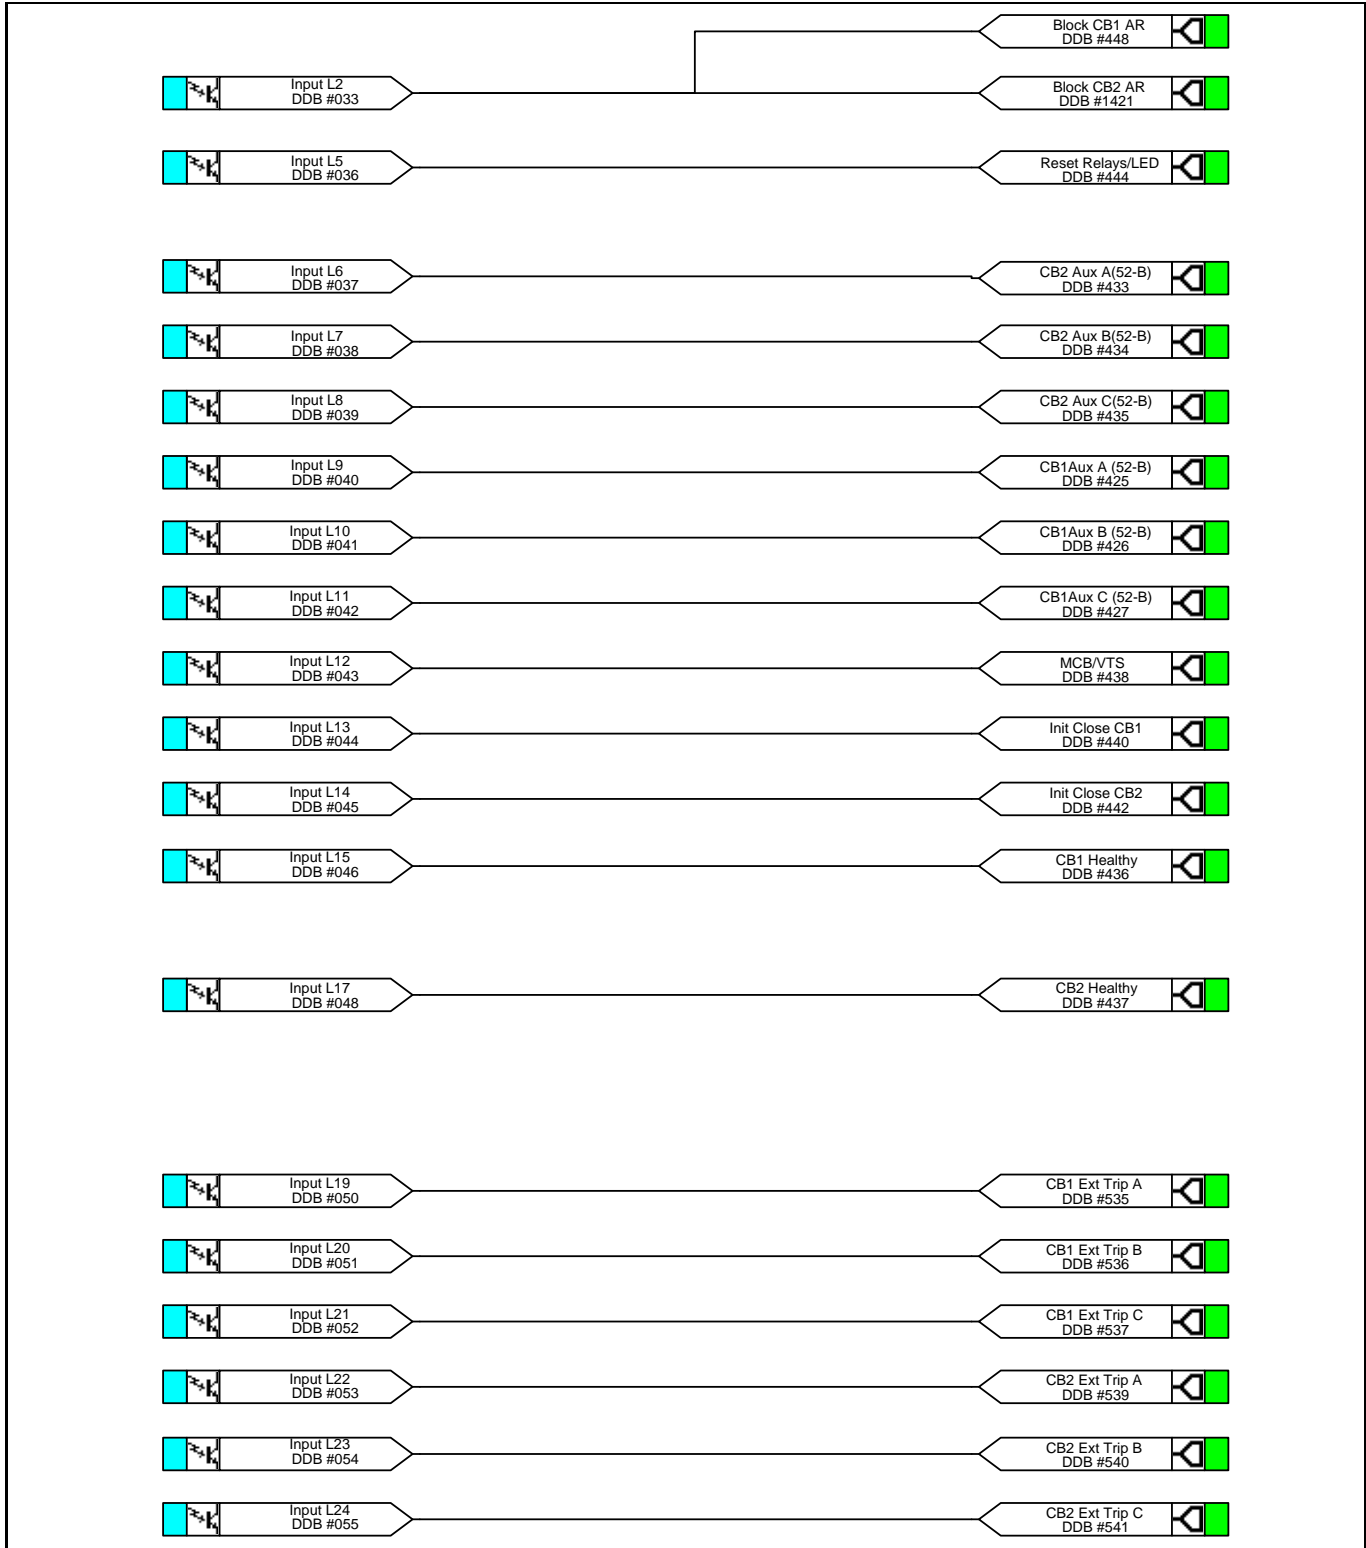 Block CB1 AR
DDB #448
Input L2
DDB #033
Block CB2 AR
DDB #1421
Input L5
DDB #036
Reset Relays/LED
DDB #444
Input L6
DDB #037
CB2 Aux A(52-B)
DDB #433
Input L7
DDB #038
CB2 Aux B(52-B)
DDB #434
Input L8
DDB #039
CB2 Aux C(52-B)
DDB #435
Input L9
DDB #040
CB1Aux A (52-B)
DDB #425
Input L10
DDB #041
CB1Aux B (52-B)
DDB #426
Input L11
DDB #042
CB1Aux C (52-B)
DDB #427
Input L12
DDB #043
MCB/VTS
DDB #438
Input L13
DDB #044
Init Close CB1
DDB #440
Input L14
DDB #045
Init Close CB2
DDB #442
Input L15
DDB #046
CB1 Healthy
DDB #436
Input L17
DDB #048
CB2 Healthy
DDB #437
Input L19
DDB #050
CB1 Ext Trip A
DDB #535
Input L20
DDB #051
CB1 Ext Trip B
DDB #536
Input L21
DDB #052
CB1 Ext Trip C
DDB #537
Input L22
DDB #053
CB2 Ext Trip A
DDB #539
Input L23
DDB #054
CB2 Ext Trip B
DDB #540
Input L24
DDB #055
CB2 Ext Trip C
DDB #541